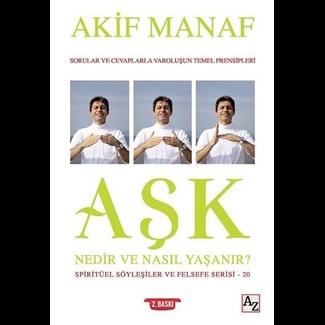 AKİF MANAF
SORULAR VE CEVAPLARLA VAROLUŞUN TEMEL PRENSİPLERİ
AŞK
NEDİR VE NASIL YAŞANIR?
SPİRİTÜEL SÖYLEŞİLER VE FELSEFE SERİSİ - 20
2. BASKI
AZ